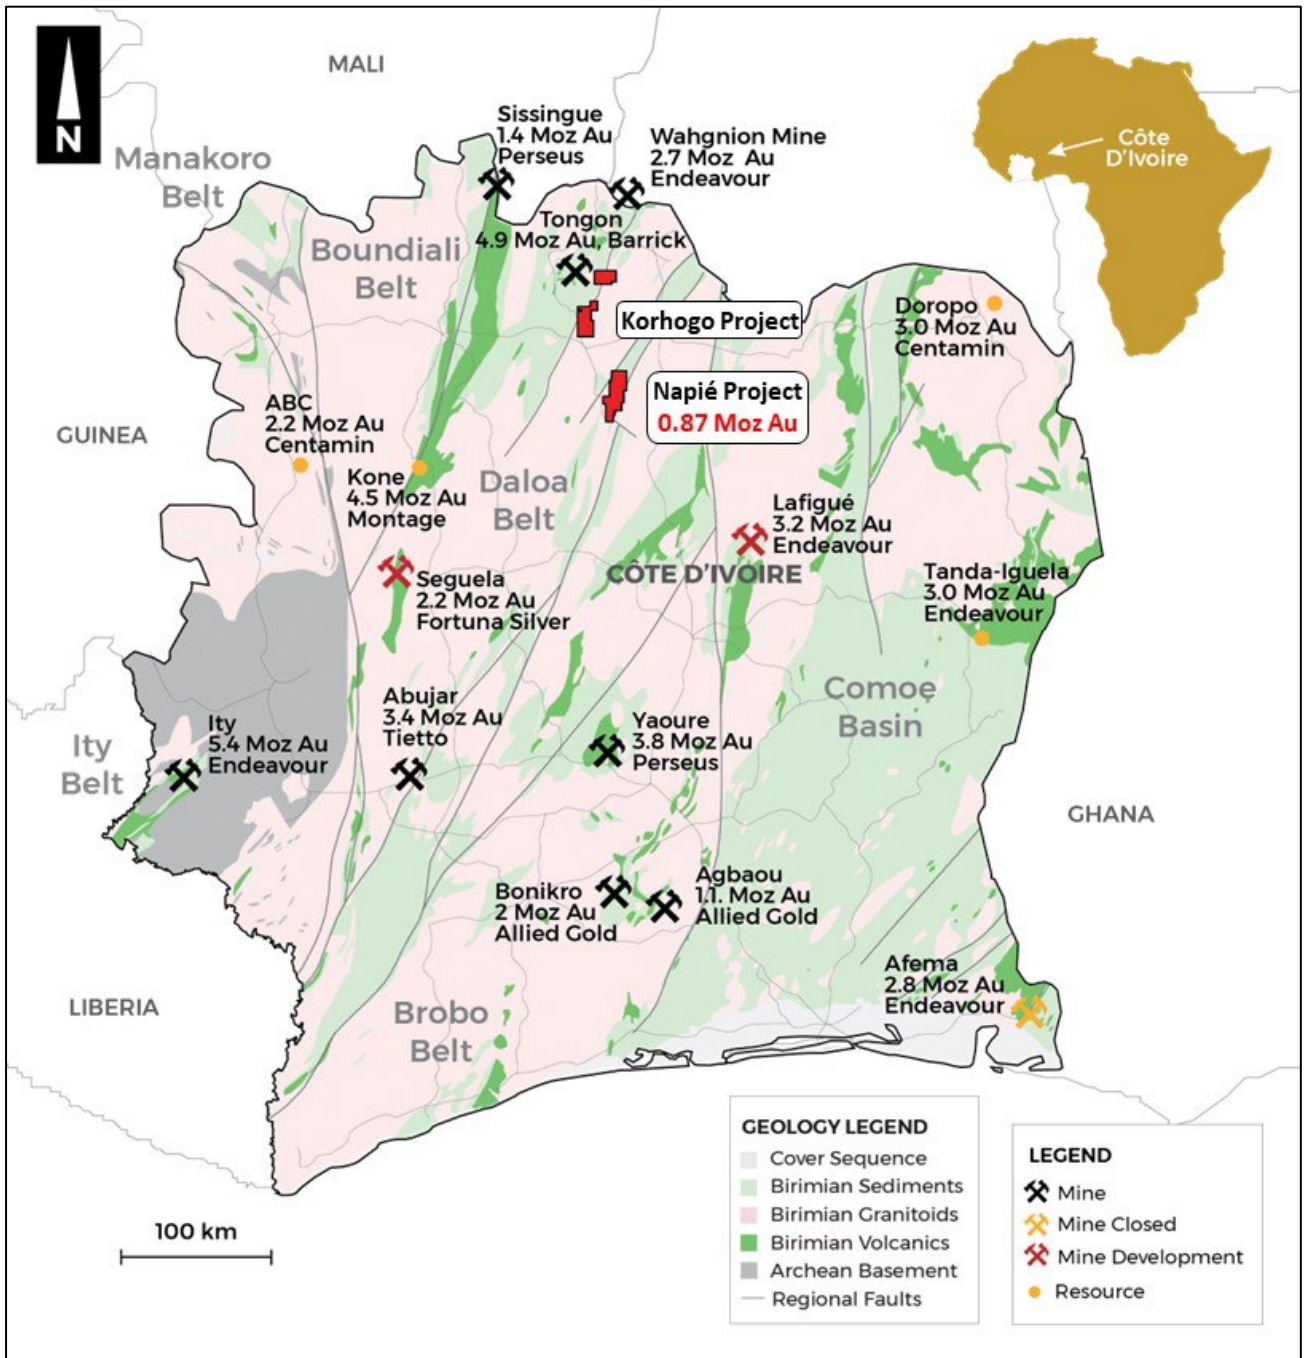 N
MALI
Manakoro
Belt
Sissingue
1.4 Moz Au
Perseus
Wahgnion Mine
2.7 Moz Au
Endeavour
Côte
D'Ivoire
Boundiali
Belt
Tongon
4.9 Moz Au, Barrick
Korhogo Project
Napié Project
0.87 Moz Au
Doropo
3.0 Moz Au
Centamin
GUINEA
ABC
2.2 Moz Au
Centamin
Kone
4.5 Moz Au
Montage
Daloa
Belt
Lafigué
3.2 Moz Au
Endeavour
CÔTE D'IVOIRE
Seguela
2.2 Moz Au
Fortuna Silver
Tanda-Iguela
3.0 Moz Au
Endeavour
Comoe
Basin
Abujar
3.4 Moz Au
Tietto
Ity
5.4 Moz Au
Endeavour
Ity
Belt
Yaoure
3.8 Moz Au
Perseus
GHANA
Bonikro
2 Moz Au
Allied Gold
Agbaou
1.1. Moz Au
Allied Gold
Afema
2.8 Moz Au
Endeavour
LIBERIA
Brobo
Belt
100 km
GEOLOGY LEGEND
Cover Sequence
Birimian Sediments
Birimian Granitoids
Birimian Volcanics
Archean Basement
Regional Faults
LEGEND
Mine
Mine Closed
Mine Development
Resource